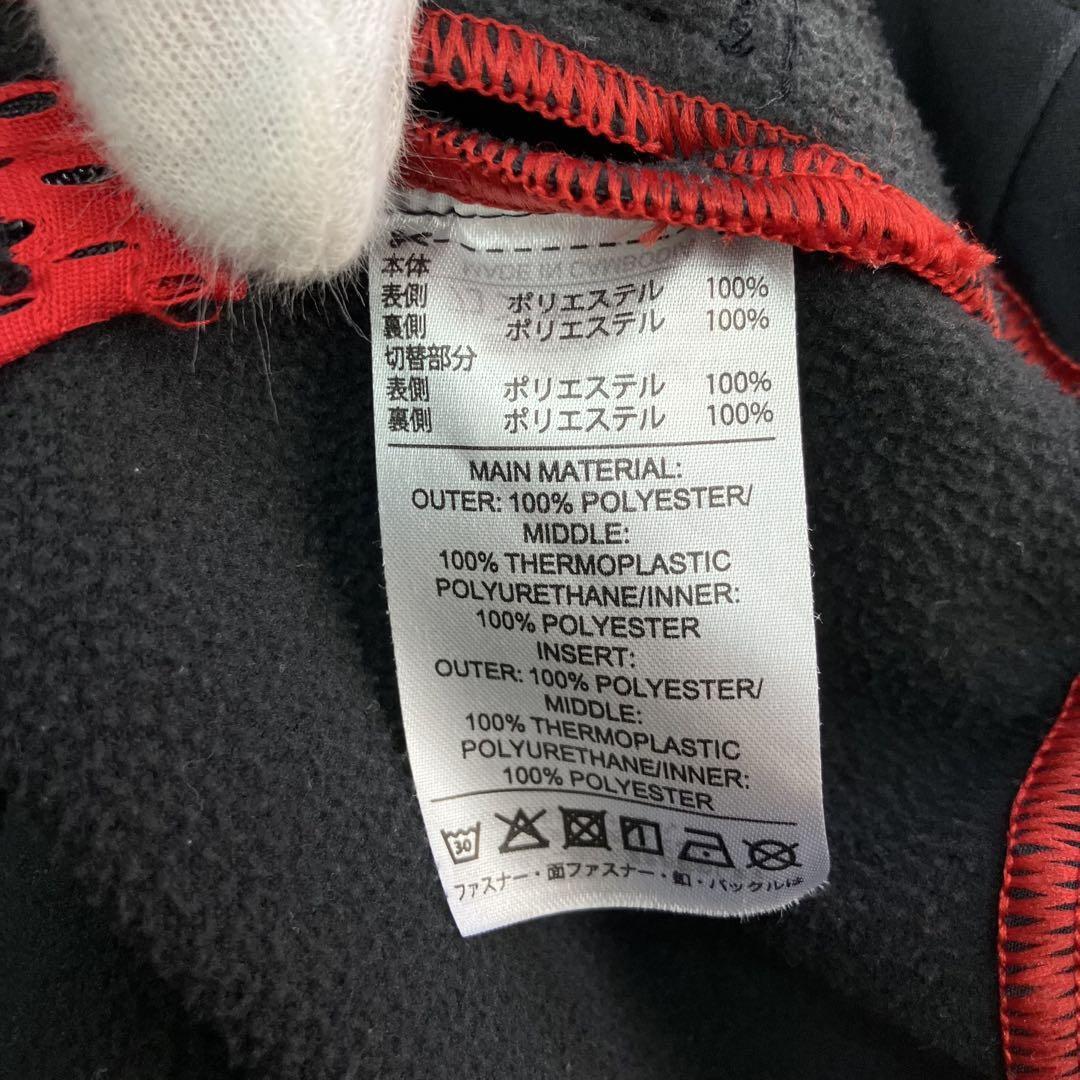 MADE IN CAMBOD
本体
表側 ポリエステル 100%
裏側 ポリエステル 100%
切替部分
表側 ポリエステル 100%
裏側 ポリエステル 100%
MAIN MATERIAL:
OUTER: 100% POLYESTER/
MIDDLE:
100% THERMOPLASTIC
POLYURETHANE/INNER:
100% POLYESTER
INSERT:
OUTER: 100% POLYESTER/
MIDDLE:
100% THERMOPLASTIC
POLYURETHANE/INNER:
100% POLYESTER
30
ファスナー・面ファスナー・釦・バックルは